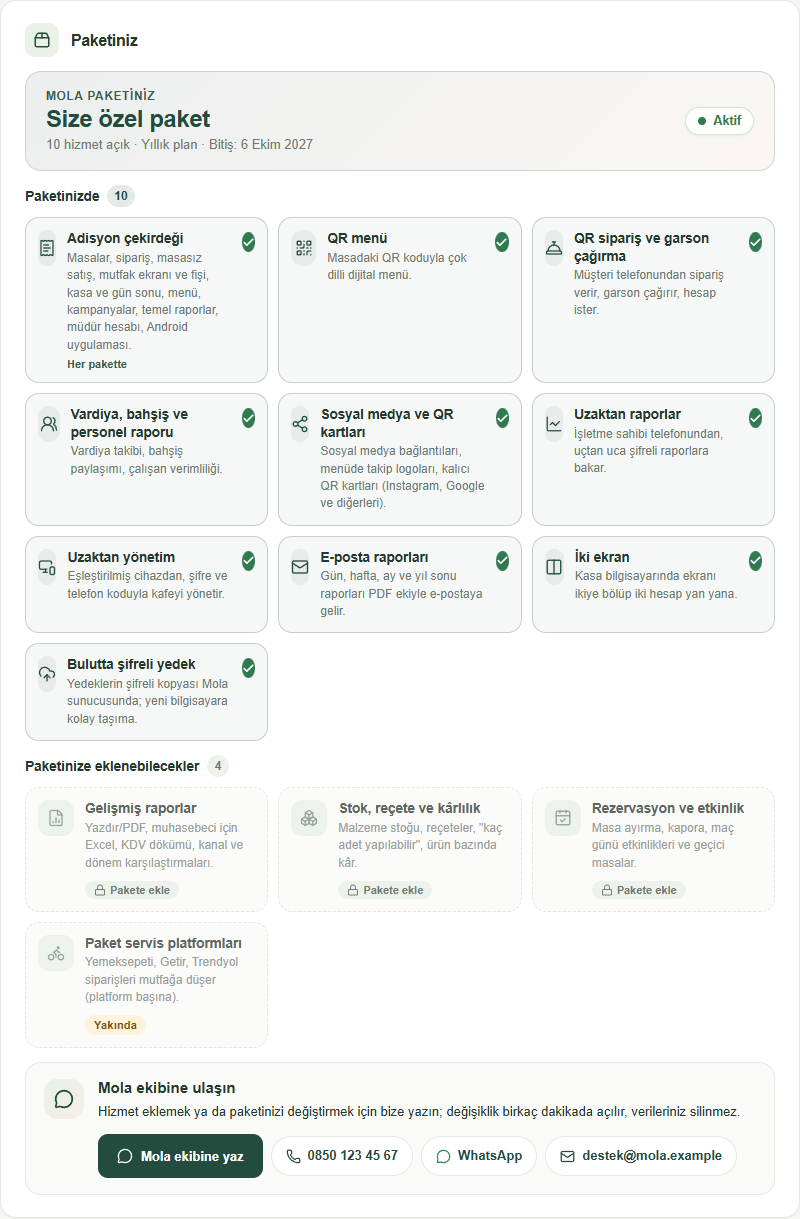 Paketiniz
MOLA PAKETİNİZ
Size özel paket
10 hizmet açık · Yıllık plan · Bitiş: 6 Ekim 2027
Aktif
Paketinizde 10
Adisyon çekirdeği
Masalar, sipariş, masasız
satış, mutfak ekranı ve fişi,
kasa ve gün sonu, menü,
kampanyalar, temel raporlar,
müdür hesabı, Android
uygulaması.
Her pakette
QR menü
Masadaki QR koduyla çok
dilli dijital menü.
QR sipariş ve garson
çağırma
Müşteri telefonundan sipariş
verir, garson çağırır, hesap
ister.
Vardiya, bahşiş ve
personel raporu
Vardiya takibi, bahşiş
paylaşımı, çalışan verimliliği.
Sosyal medya ve QR
kartları
Sosyal medya bağlantıları,
menüde takip logoları, kalıcı
QR kartları (Instagram, Google
ve diğerleri).
Uzaktan raporlar
İşletme sahibi telefonundan,
uçtan uca şifreli raporlara
bakar.
Uzaktan yönetim
Eşleştirilmiş cihazdan, şifre ve
telefon koduyla kafeyi yönetir.
E-posta raporları
Gün, hafta, ay ve yıl sonu
raporları PDF ekiyle e-postaya
gelir.
İki ekran
Kasa bilgisayarında ekranı
ikiye bölüp iki hesap yan yana.
Bulutta şifreli yedek
Yedeklerin şifreli kopyası Mola
sunucusunda; yeni bilgisayara
kolay taşıma.
Paketinize eklenebilecekler 4
Gelişmiş raporlar
Yazdır/PDF, muhasebeci için
Excel, KDV dökümü, kanal ve
dönem karşılaştırmaları.
Pakete ekle
Stok, reçete ve kârlılık
Malzeme stoğu, reçeteler, "kaç
adet yapılabilir", ürün bazında
kâr.
Pakete ekle
Rezervasyon ve etkinlik
Masa ayırma, kapora, maç
günü etkinlikleri ve geçici
masalar.
Pakete ekle
Paket servis platformları
Yemeksepeti, Getir, Trendyol
siparişleri mutfağa düşer
(platform başına).
Yakında
Mola ekibine ulaşın
Hizmet eklemek ya da paketinizi değiştirmek için bize yazın; değişiklik birkaç dakikada açılır, verileriniz silinmez.
Mola ekibine yaz
0850 123 45 67
WhatsApp
destek@mola.example